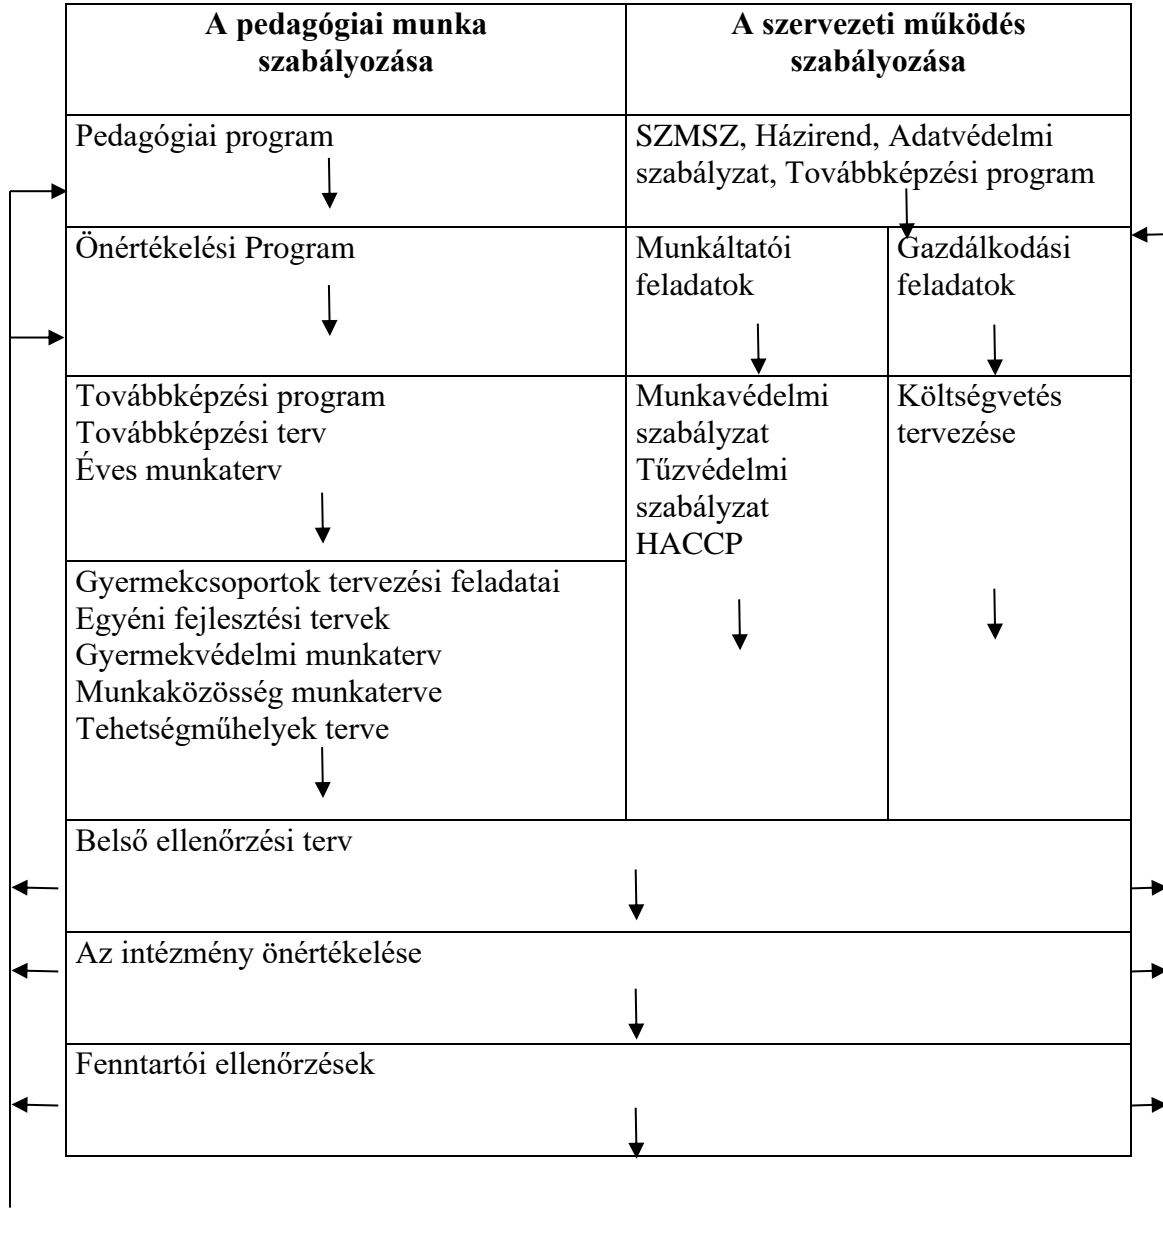 A pedagógiai munka
szabályozása
A szervezeti működés
szabályozása
Pedagógiai program
SZMSZ, Házirend, Adatvédelmi
szabályzat, Továbbképzési program
Önértékelési Program
Munkáltatói
feladatok
Gazdálkodási
feladatok
Továbbképzési program
Továbbképzési terv
Éves munkaterv
Munkavédelmi
szabályzat
Tűzvédelmi
szabályzat
HACCP
Költségvetés
tervezése
Gyermekcsoportok tervezési feladatai
Egyéni fejlesztési tervek
Gyermekvédelmi munkaterv
Munkaközösség munkaterve
Tehetségműhelyek terve
Belső ellenőrzési terv
Az intézmény önértékelése
Fenntartói ellenőrzések